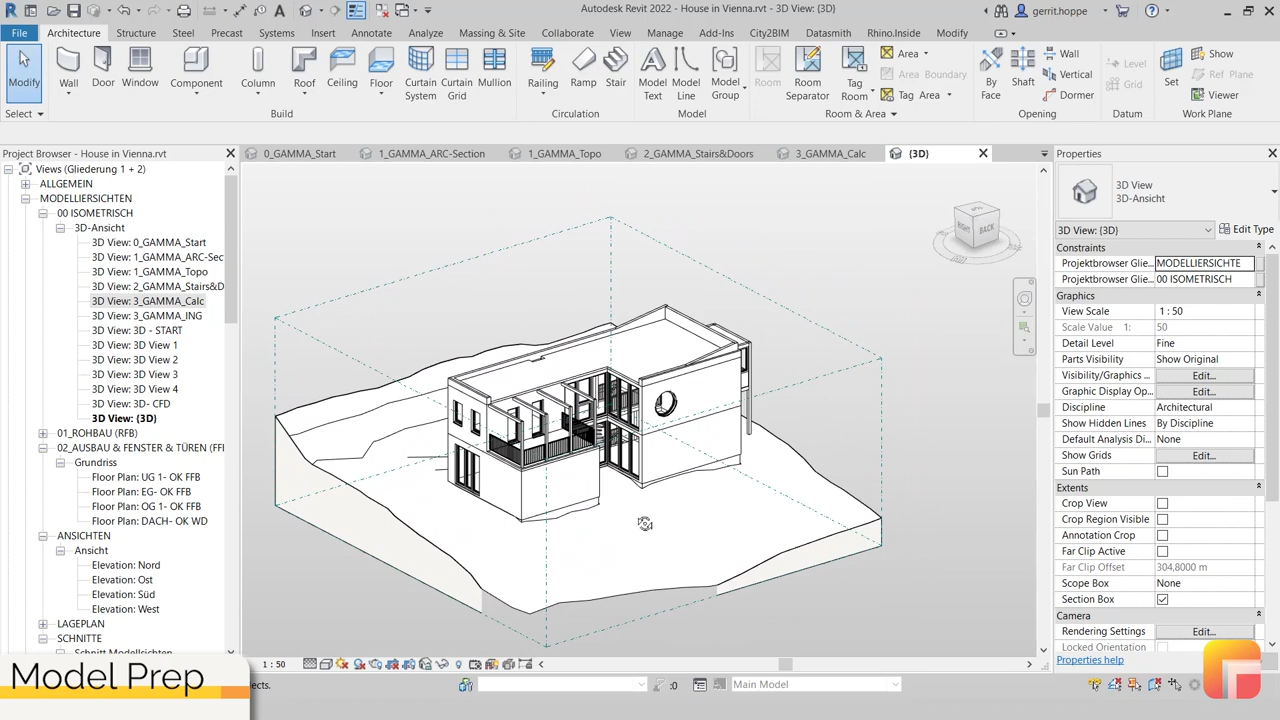 Autodesk Revit 2022 - House in Vienna.rvt - 3D View: {3D}
gerrit.hoppe
File Architecture Structure Steel Precast Systems Insert Annotate Analyze Massing & Site Collaborate View Manage Add-Ins City2BIM Datasmith Rhino.Inside Modify
Modify Wall Door Window Component Column Roof Ceiling Floor Curtain System Curtain Grid Mullion Railing Ramp Stair Model Text Model Line Model Group Room Room Separator Tag Room Area Area Boundary Tag Area By Face Shaft Wall Vertical Dormer Level Grid Set Show Ref Plane Viewer
Select Build Circulation Model Room & Area Opening Datum Work Plane
Project Browser - House in Vienna.rvt
0_GAMMA_Start 1_GAMMA_ARC-Section 1_GAMMA_Topo 2_GAMMA_Stairs&Doors 3_GAMMA_Calc {3D}
Views (Gliederung 1 + 2)
ALLGEMEIN
MODELLIERSICHTEN
00 ISOMETRISCH
3D-Ansicht
3D View: 0_GAMMA_Start
3D View: 1_GAMMA_ARC-Sec
3D View: 1_GAMMA_Topo
3D View: 2_GAMMA_Stairs&D
3D View: 3_GAMMA_Calc
3D View: 3_GAMMA_ING
3D View: 3D - START
3D View: 3D View 1
3D View: 3D View 2
3D View: 3D View 3
3D View: 3D View 4
3D View: 3D- CFD
3D View: {3D}
01_ROHBAU (RFB)
02_AUSBAU & FENSTER & TÜREN (FFI
Grundriss
Floor Plan: UG 1- OK FFB
Floor Plan: EG- OK FFB
Floor Plan: OG 1- OK FFB
Floor Plan: DACH- OK WD
ANSICHTEN
Ansicht
Elevation: Nord
Elevation: Ost
Elevation: Süd
Elevation: West
LAGEPLAN
SCHNITTE
RIGHT BACK
Properties
3D View
3D-Ansicht
3D View: {3D} Edit Type
Constraints
Projektbrowser Glie... MODELLIERSICHTE
Projektbrowser Glie... 00 ISOMETRISCH
Graphics
View Scale 1 : 50
Scale Value 1: 50
Detail Level Fine
Parts Visibility Show Original
Visibility/Graphics ... Edit...
Graphic Display Op... Edit...
Discipline Architectural
Show Hidden Lines By Discipline
Default Analysis Di... None
Show Grids Edit...
Sun Path
Extents
Crop View
Crop Region Visible
Annotation Crop
Far Clip Active
Far Clip Offset 304,8000 m
Scope Box None
Section Box
Camera
Rendering Settings Edit...
Locked Orientation
Properties help
1 : 50
:0 Main Model
Model Prep